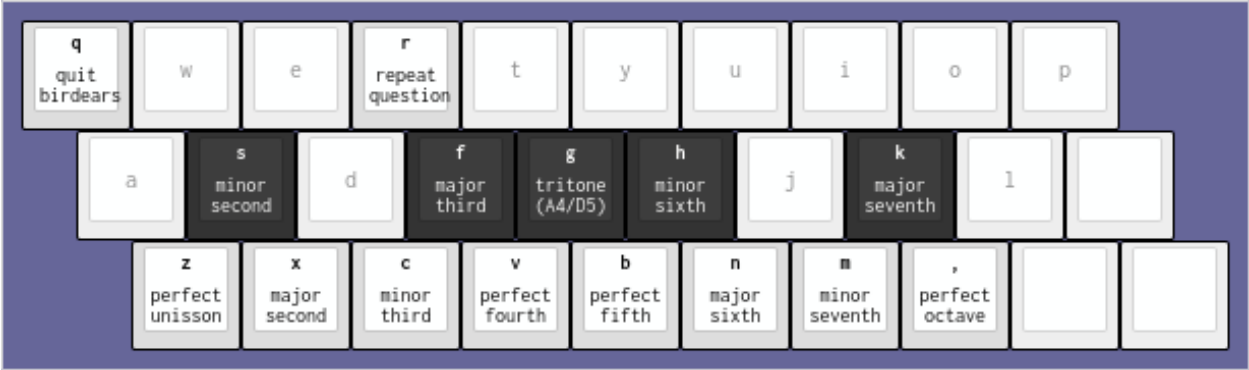 q w e r t y u i o p
quit repeat
birdears question
a s d f g h j k l
minor major tritone minor major
second third (A4/D5) sixth seventh
z x c v b n m ,
perfect major minor perfect perfect major minor perfect
unisson second third fourth fifth sixth seventh octave